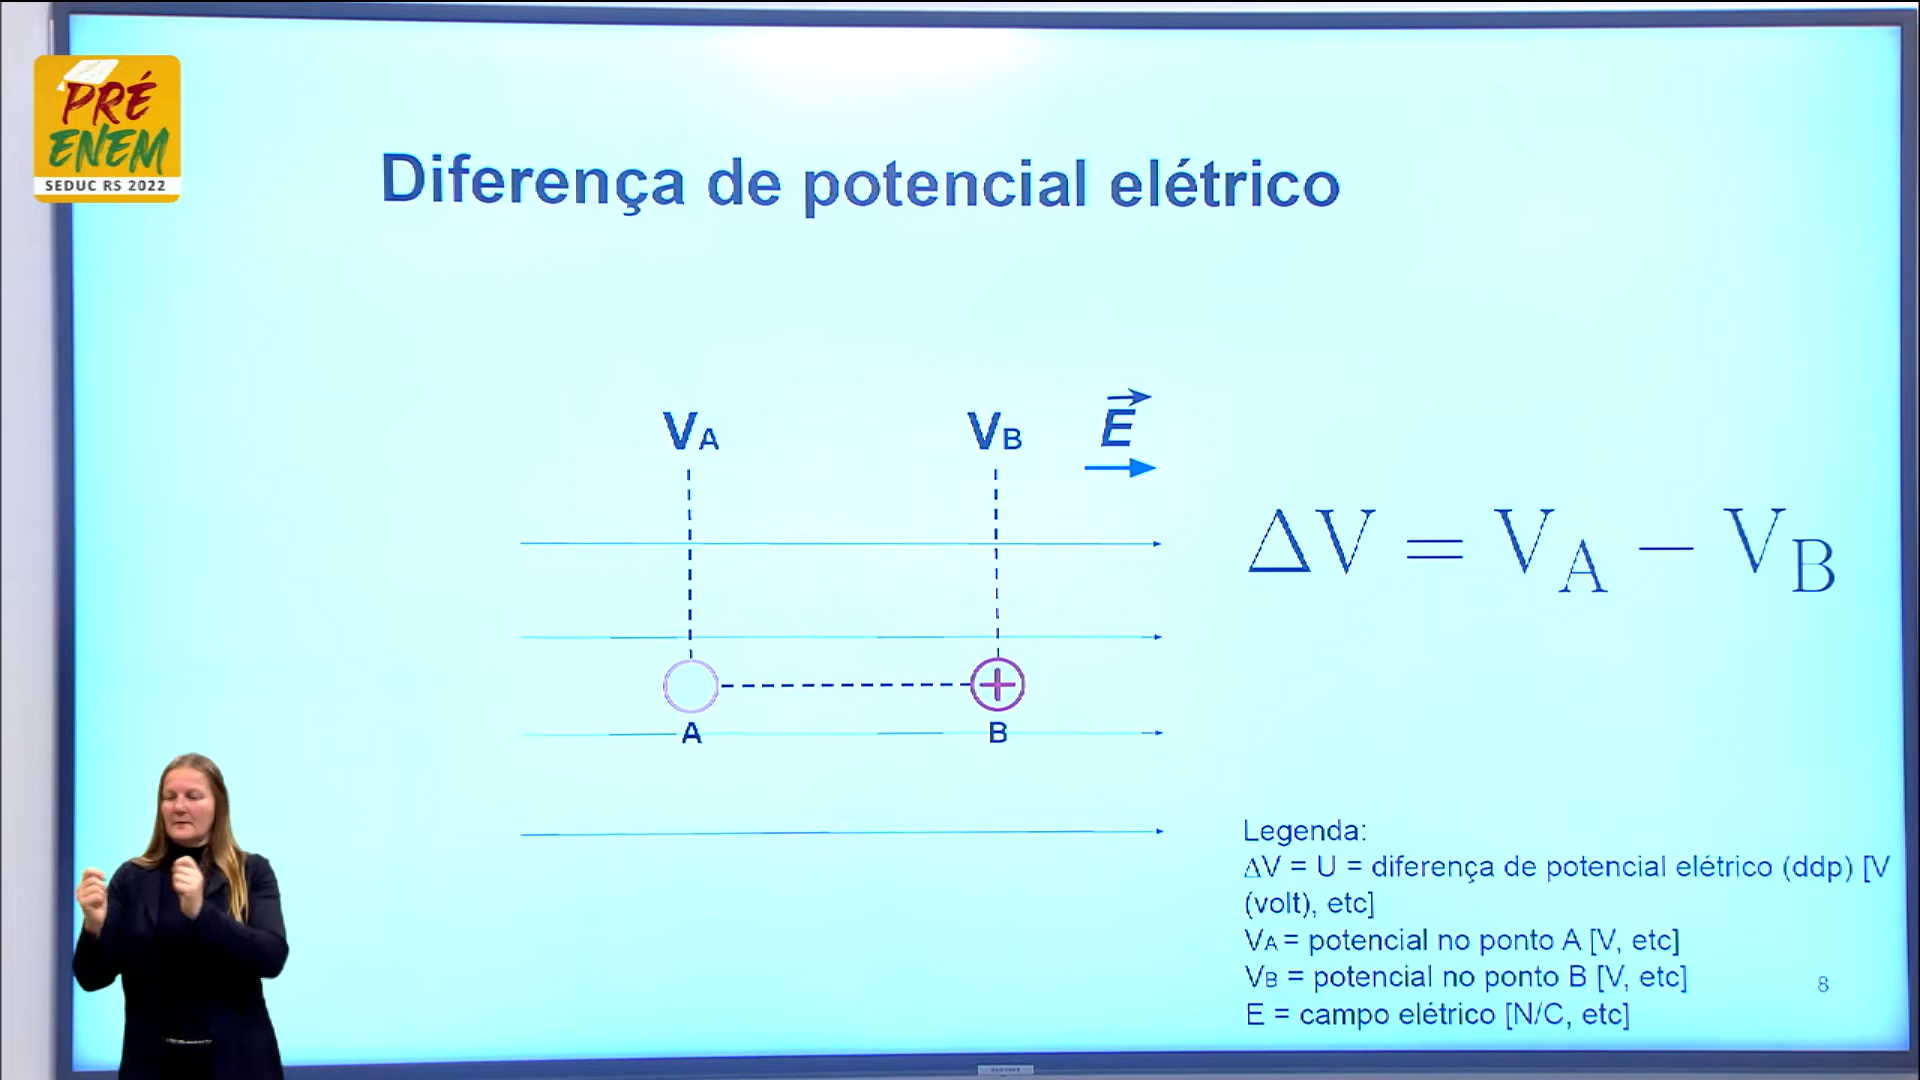 PRÉ
ENEM
SEDUC RS 2022
Diferença de potencial elétrico
VA
VB
E
ΔV = VA − VB
A
B
Legenda:
ΔV = U = diferença de potencial elétrico (ddp) [V
(volt), etc]
VA = potencial no ponto A [V, etc]
VB = potencial no ponto B [V, etc]
8
E = campo elétrico [N/C, etc]